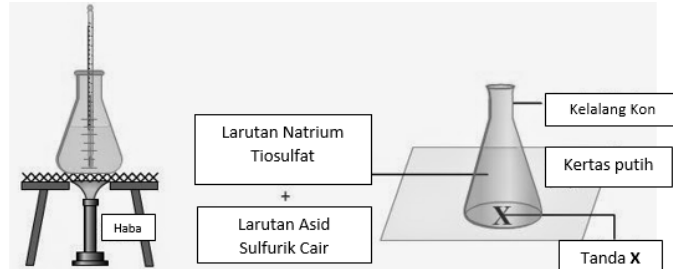 Haba
Larutan Natrium
Tiosulfat
+
Larutan Asid
Sulfurik Cair
Kelalang Kon
Kertas putih
X
Tanda X